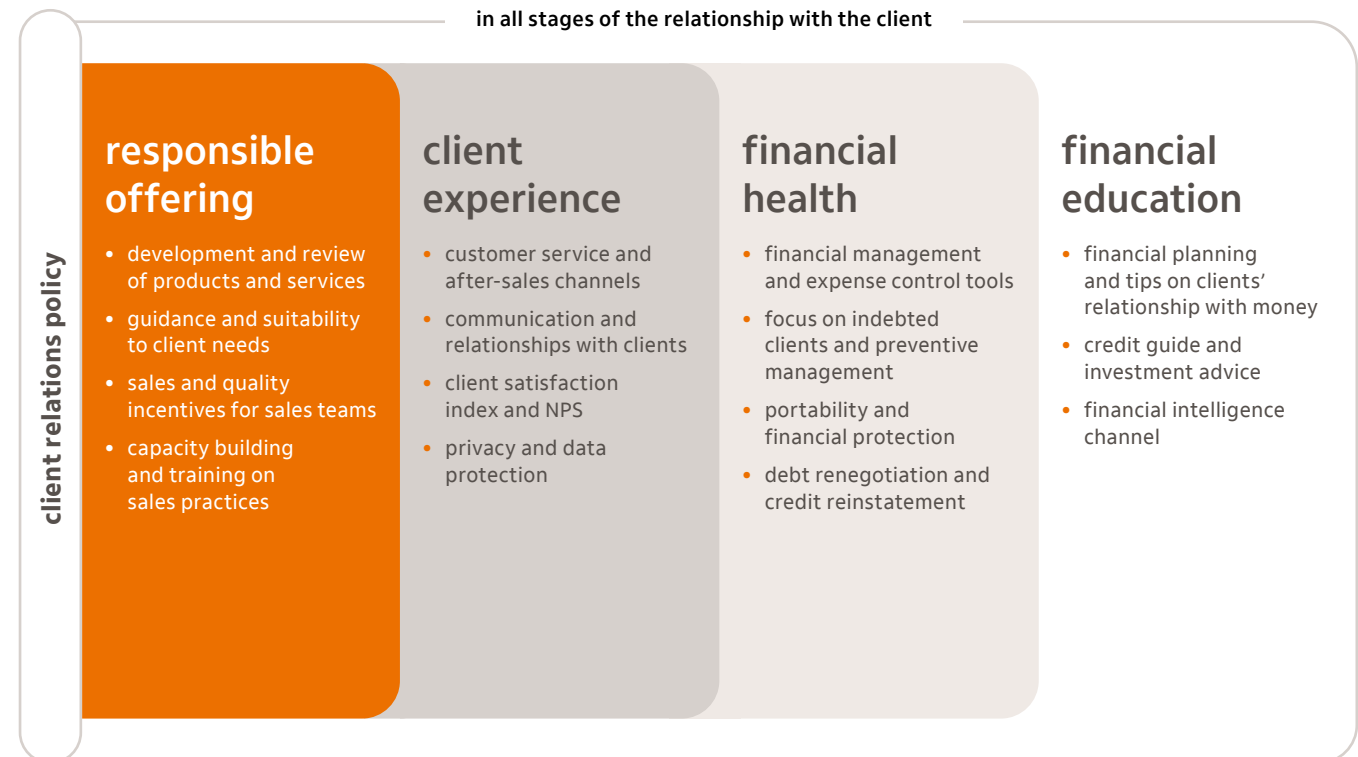 in all stages of the relationship with the client
client relations policy
responsible
offering
• development and review
of products and services
• guidance and suitability
to client needs
• sales and quality
incentives for sales teams
• capacity building
and training on
sales practices
client
experience
• customer service and
after-sales channels
• communication and
relationships with clients
• client satisfaction
index and NPS
• privacy and data
protection
financial
health
• financial management
and expense control tools
• focus on indebted
clients and preventive
management
• portability and
financial protection
• debt renegotiation and
credit reinstatement
financial
education
• financial planning
and tips on clients’
relationship with money
• credit guide and
investment advice
• financial intelligence
channel